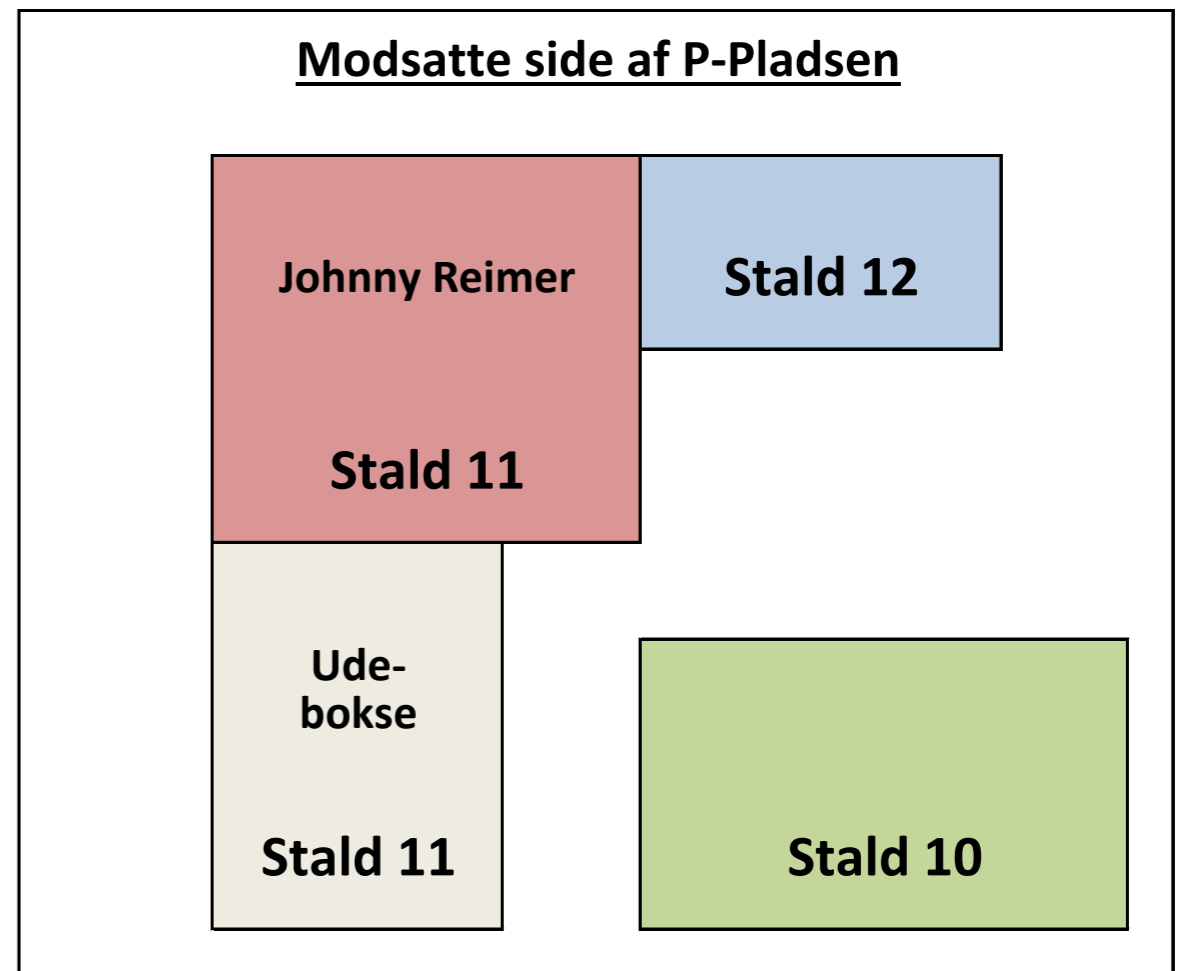 Modsatte side af P-Pladsen
Johnny Reimer
Stald 12
Stald 11
Ude-
bokse
Stald 11
Stald 10